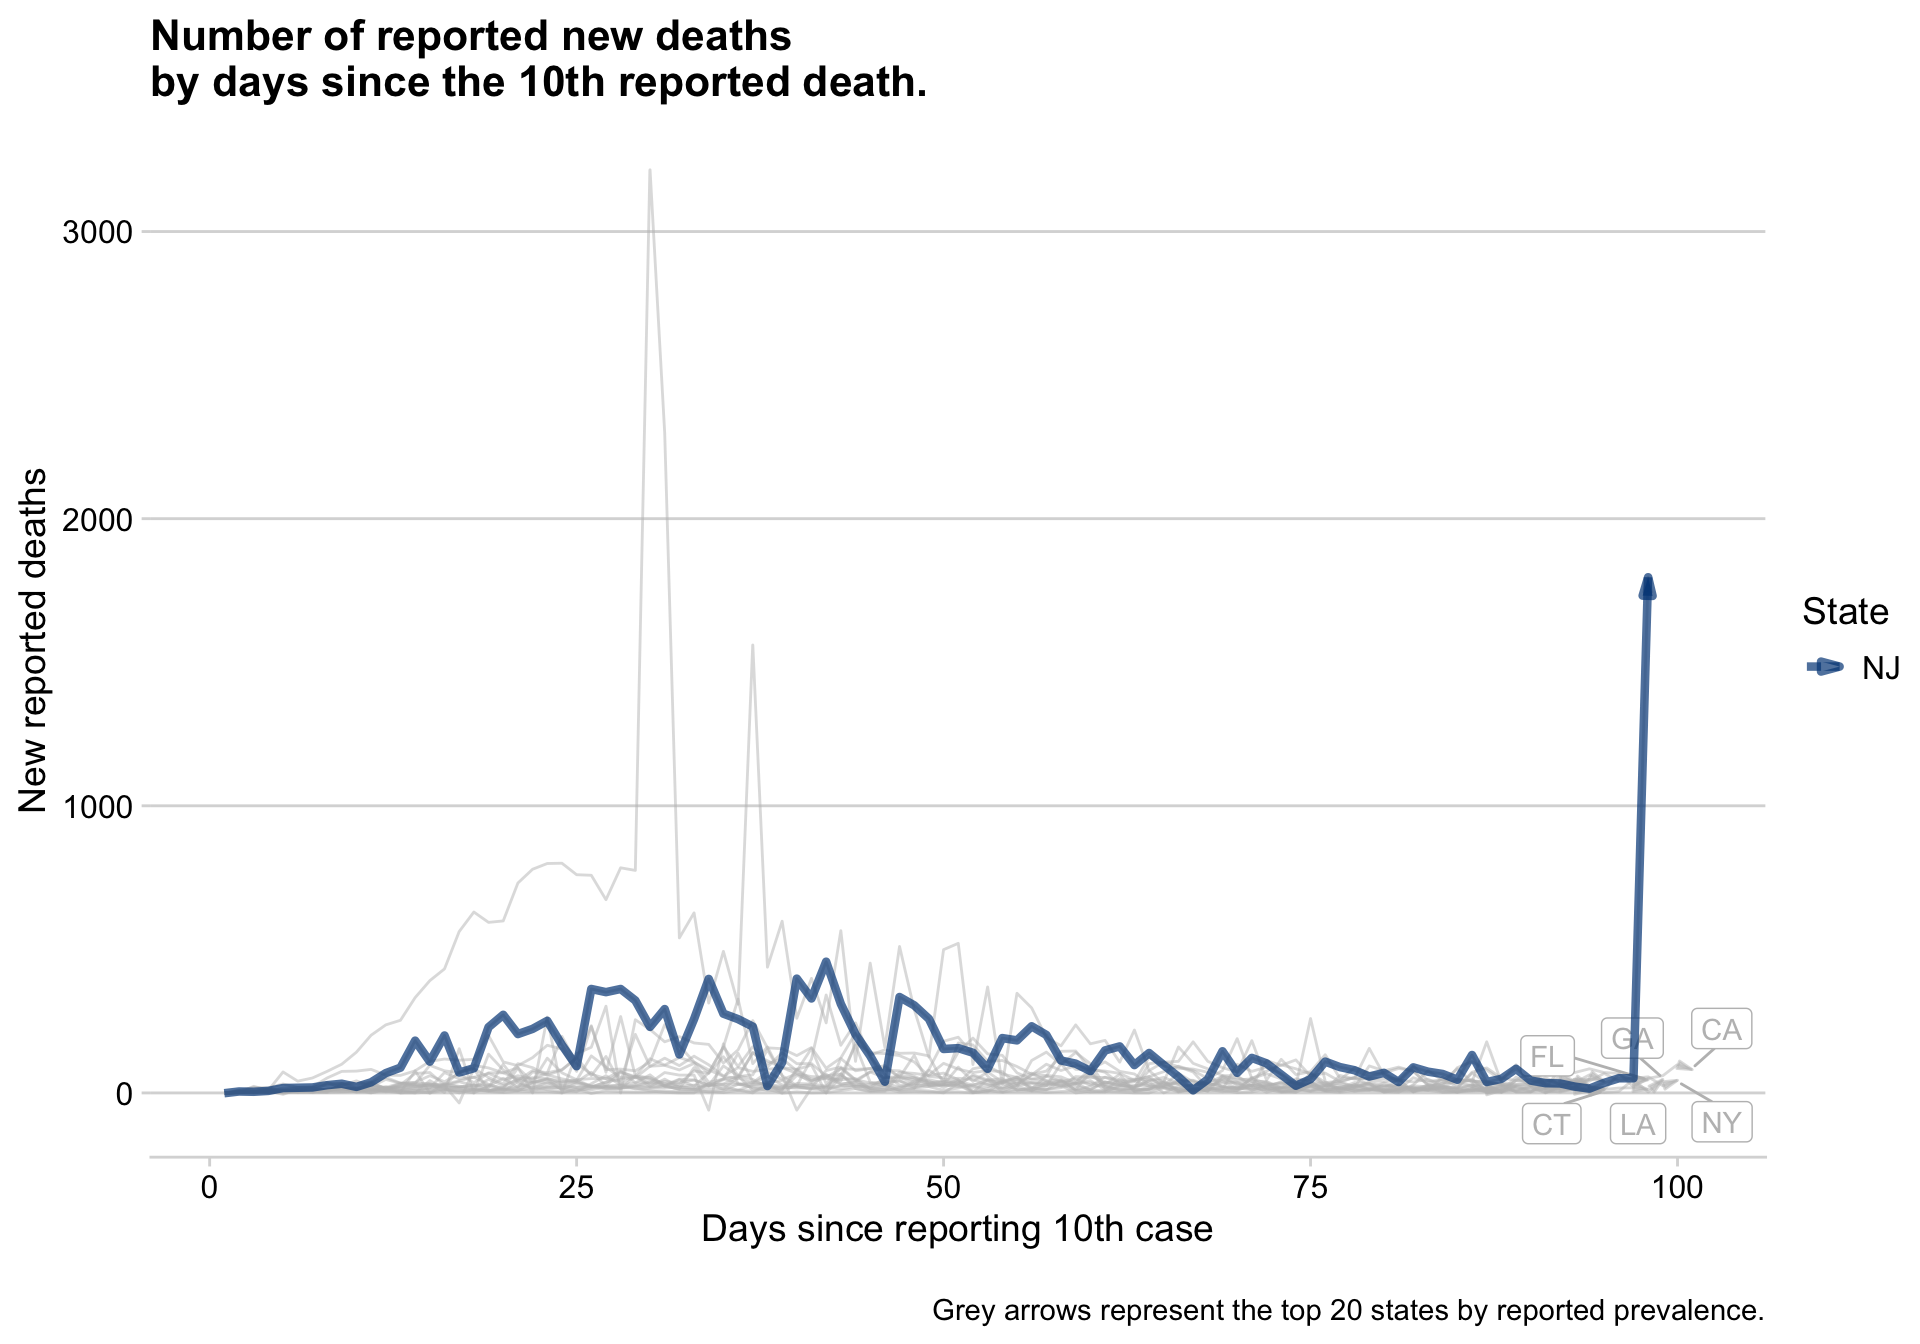 Number of reported new deaths
by days since the 10th reported death.
New reported deaths
3000
2000
1000
0
0
25
50
75
100
Days since reporting 10th case
FL
GA
CA
CT
LA
NY
State
NJ
Grey arrows represent the top 20 states by reported prevalence.